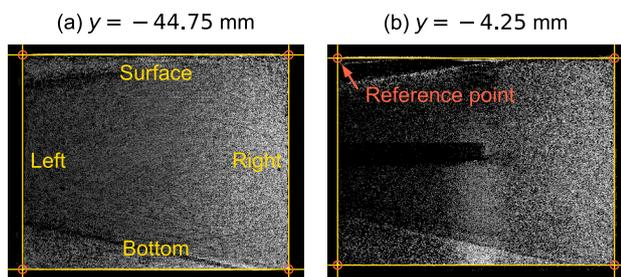 (a) y = −44.75 mm
(b) y = −4.25 mm
Surface
Reference point
Left
Right
Bottom